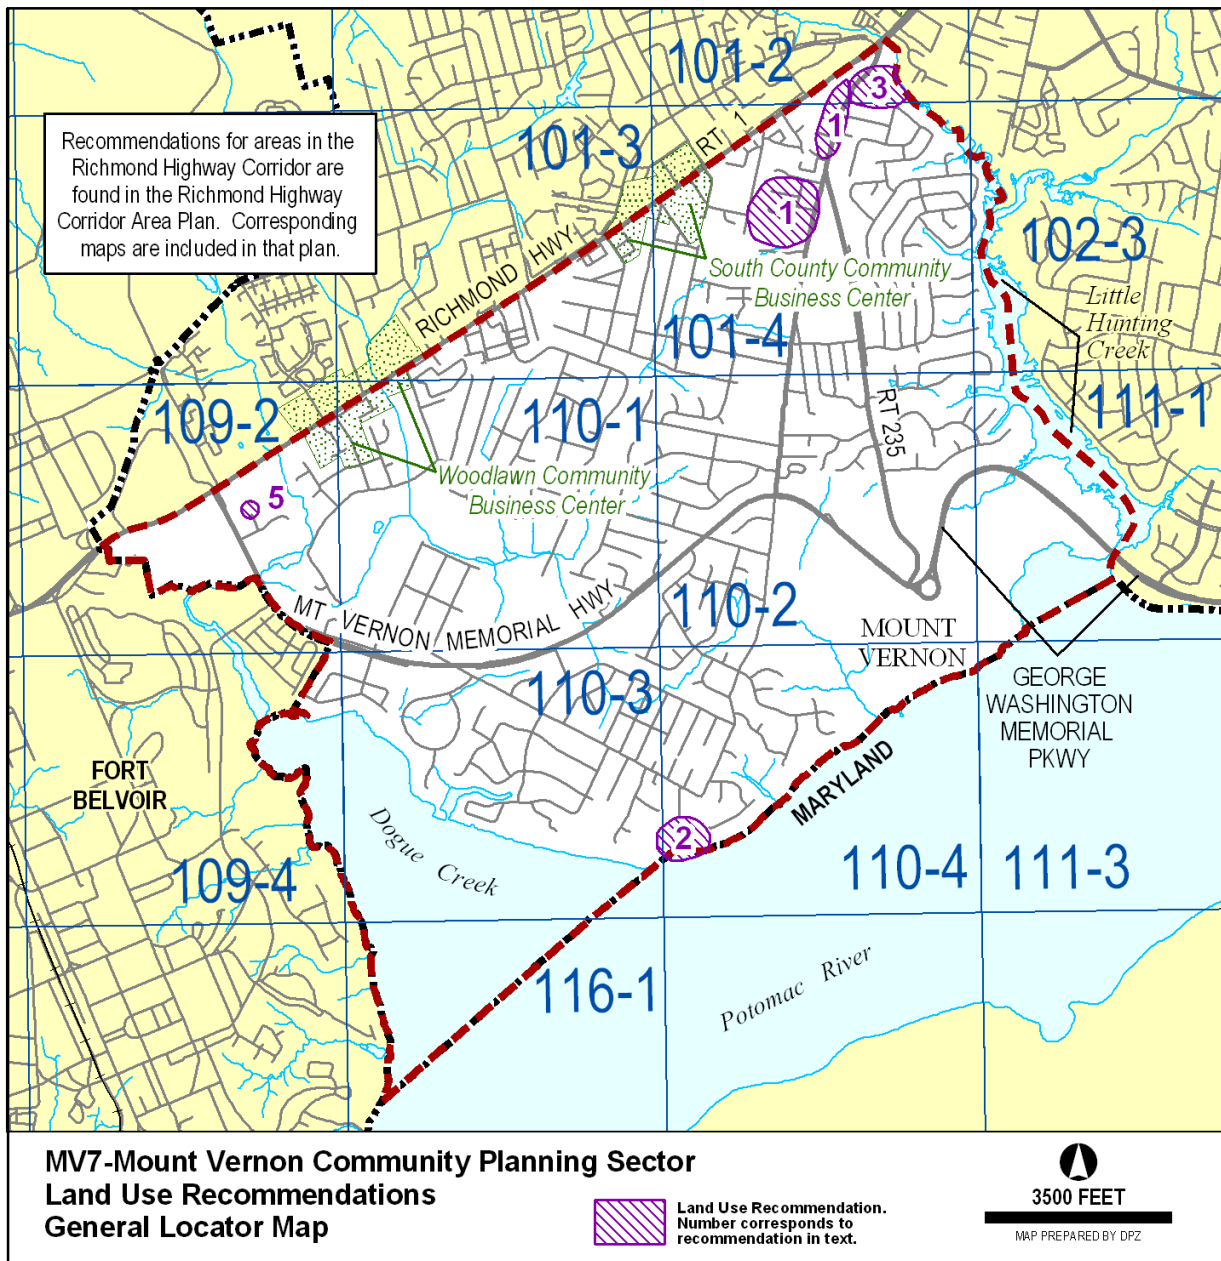 101-2
3
Recommendations for areas in the
Richmond Highway Corridor are
found in the Richmond Highway
Corridor Area Plan. Corresponding
maps are included in that plan.
101-3
RT 1
1
1
102-3
RICHMOND HWY
South County Community
Business Center
Little
Hunting
Creek
101-4
109-2
110-1
RT 235
111-1
5
Woodlawn Community
Business Center
MT VERNON MEMORIAL HWY
110-2
MOUNT
VERNON
110-3
GEORGE
WASHINGTON
MEMORIAL
PKWY
FORT
BELVOIR
MARYLAND
2
Dogue Creek
109-4
110-4
111-3
116-1
Potomac River
MV7-Mount Vernon Community Planning Sector
Land Use Recommendations
General Locator Map
Land Use Recommendation.
Number corresponds to
recommendation in text.
3500 FEET
MAP PREPARED BY DPZ